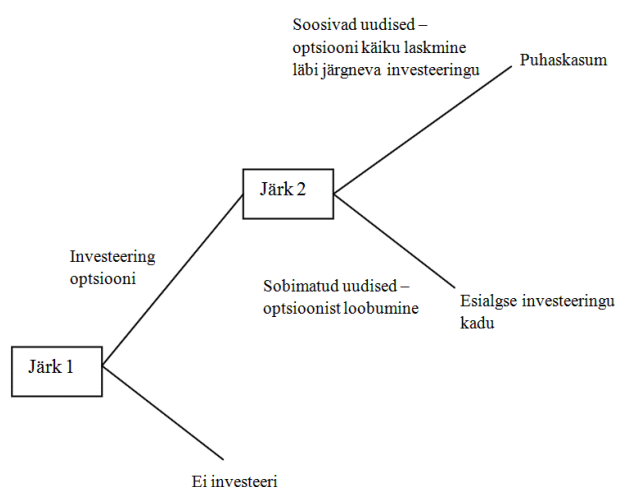 Soosivad uudised –
optsiooni käiku laskmine
läbi järgneva investeeringu
Puhaskasum
Järk 2
Investeering
optsiooni
Sobimatud uudised –
optsioonist loobumine
Esialgse investeeringu
kadu
Järk 1
Ei investeeri